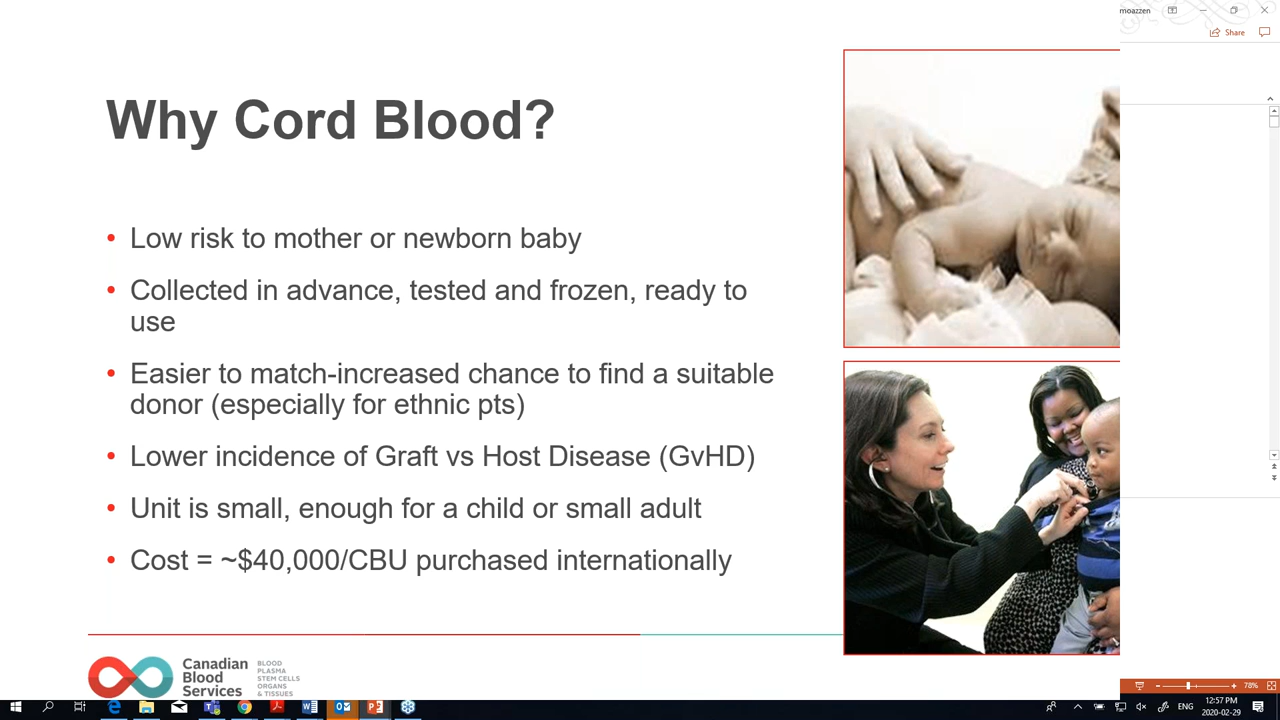 moazzen
Share
Why Cord Blood?
• Low risk to mother or newborn baby
• Collected in advance, tested and frozen, ready to
use
• Easier to match-increased chance to find a suitable
donor (especially for ethnic pts)
• Lower incidence of Graft vs Host Disease (GvHD)
• Unit is small, enough for a child or small adult
• Cost = ~$40,000/CBU purchased internationally
Canadian
Blood
Services
BLOOD
PLASMA
STEM CELLS
ORGANS
& TISSUES
78%
ENG
12:57 PM
2020-02-29